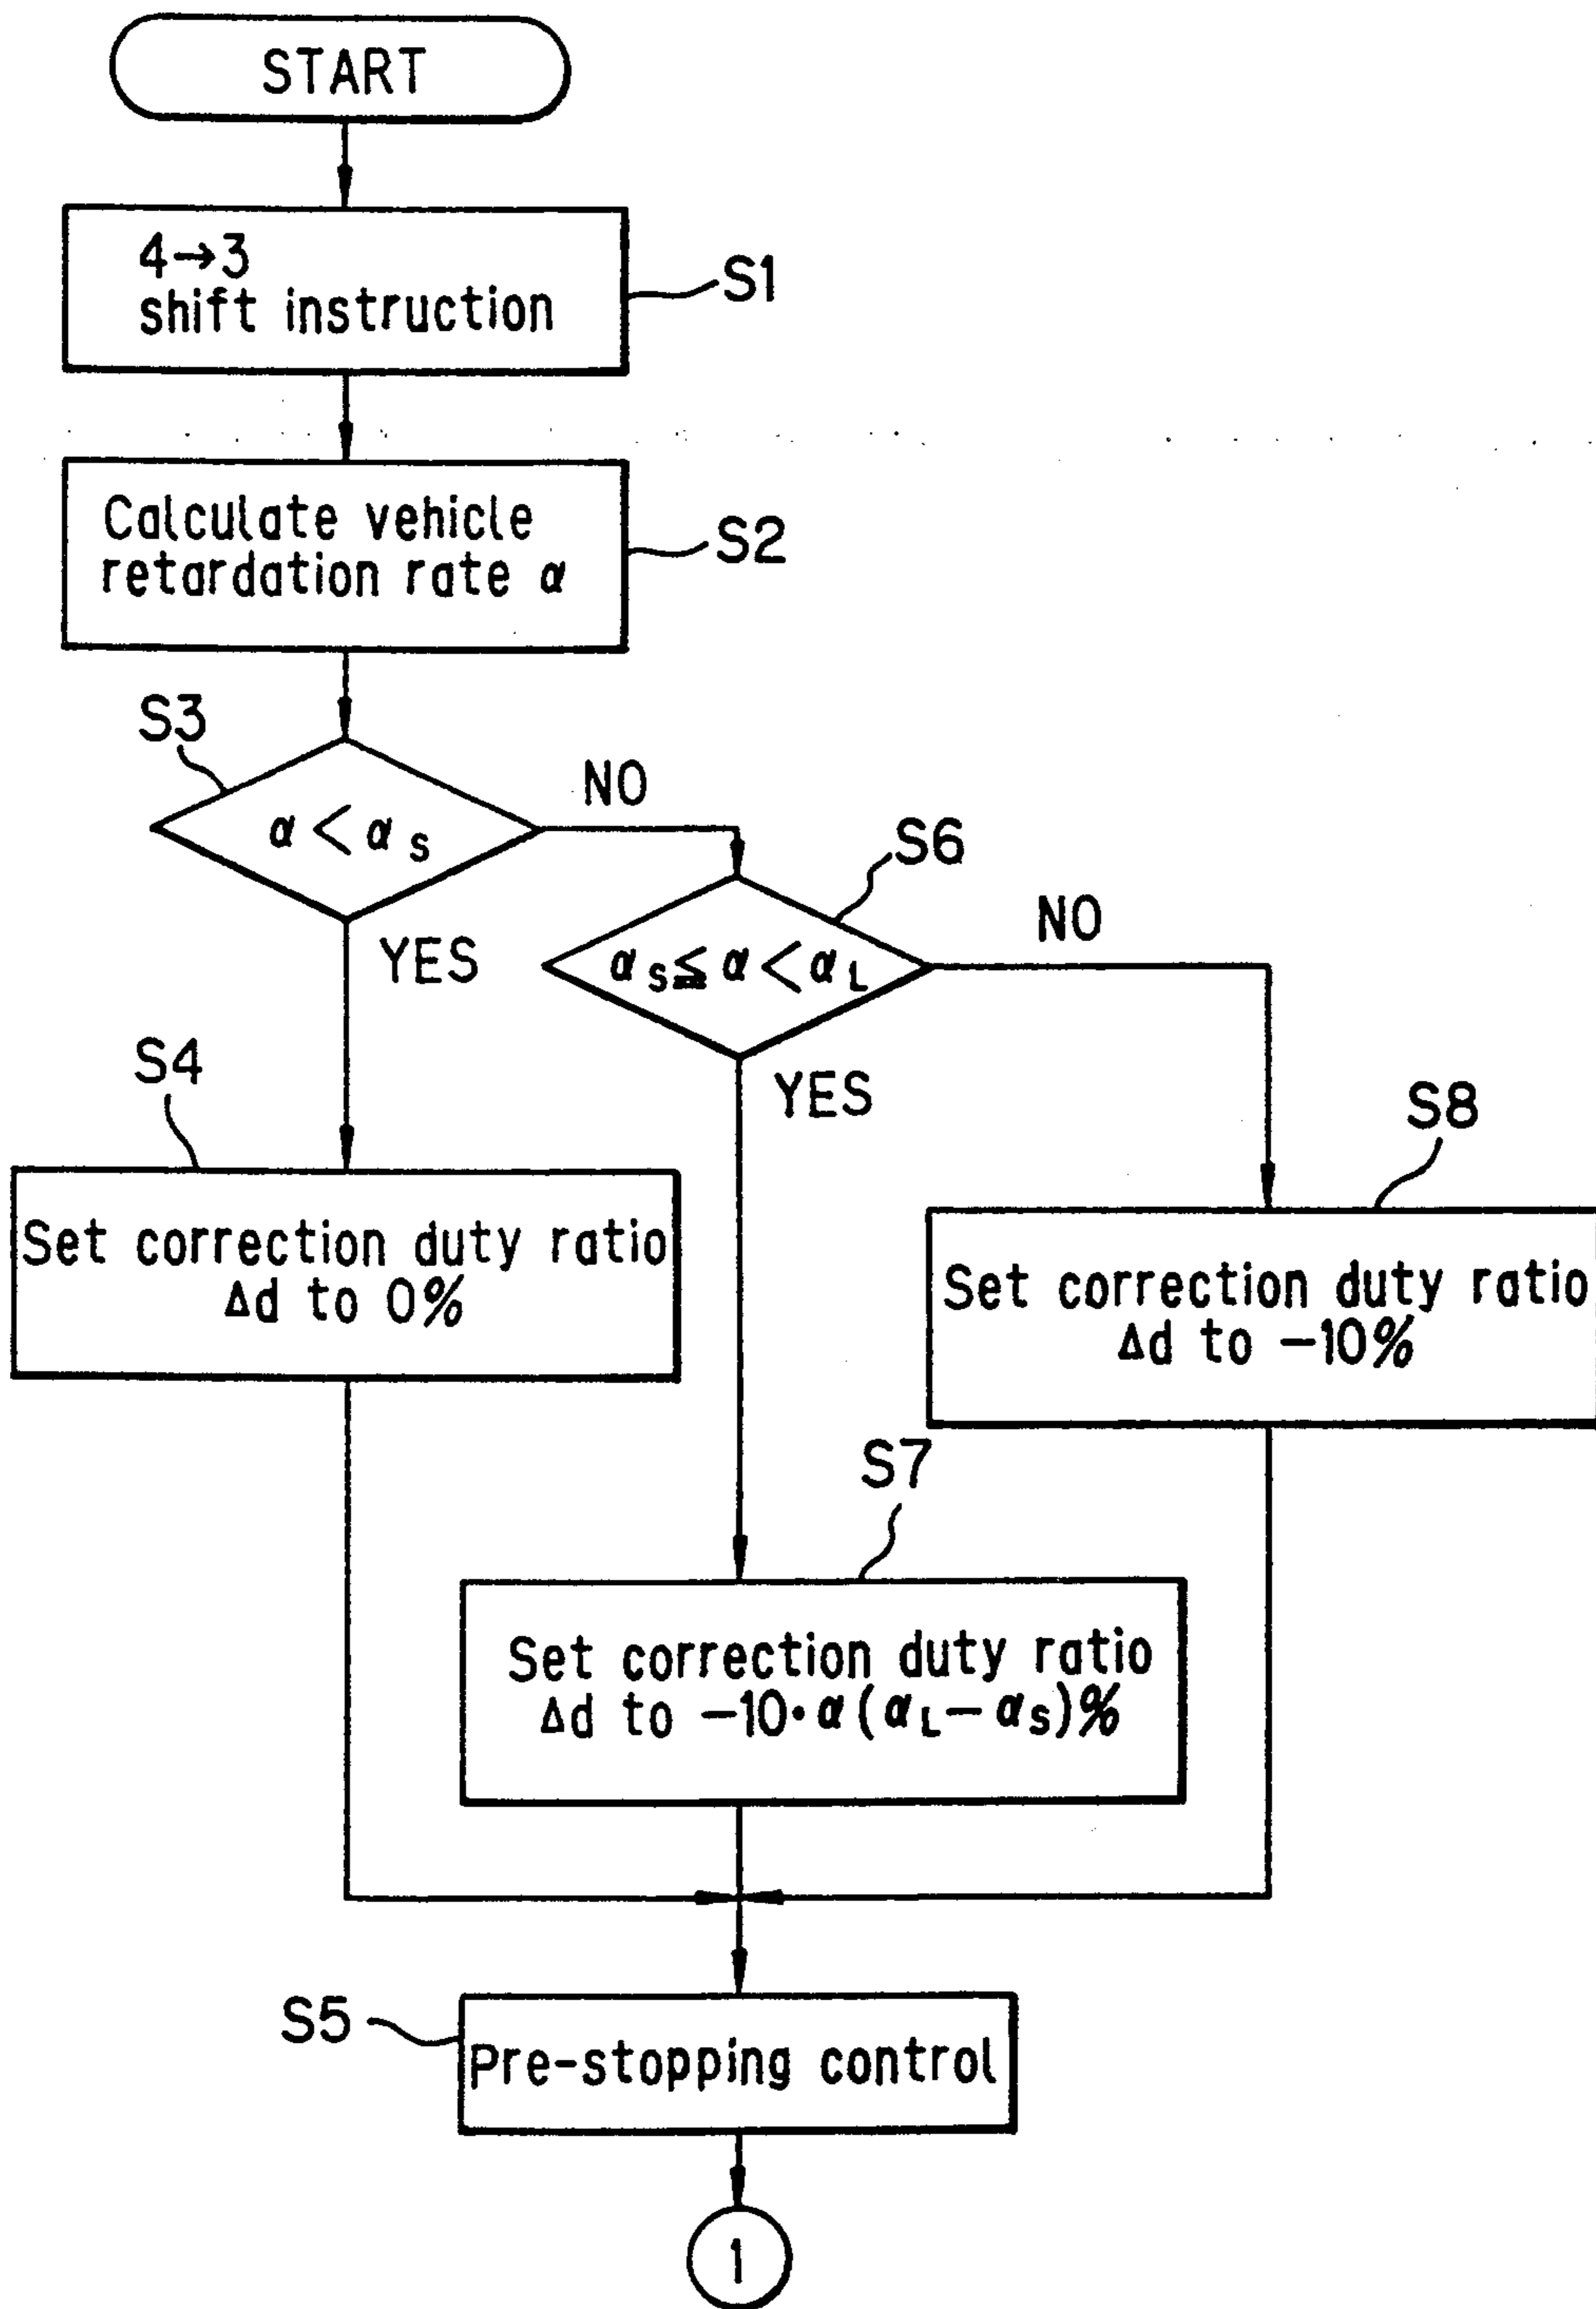 START
4→3
shift instruction
S1
Calculate vehicle
retardation rate α
S2
S3
α < αs
NO
YES
S6
αs ≦ α < αL
NO
YES
S4
Set correction duty ratio
Δd to 0%
S8
Set correction duty ratio
Δd to −10%
S7
Set correction duty ratio
Δd to −10·α(αL−αs)%
S5
Pre-stopping control
1